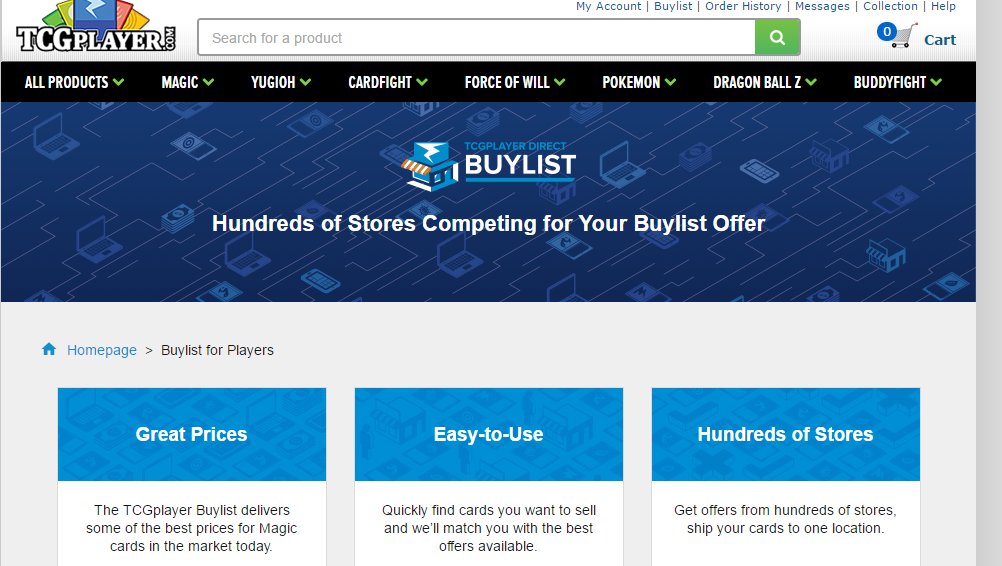 My Account | Buylist | Order History | Messages | Collection | Help
TCGPLAYER.COM
Search for a product
0
Cart
ALL PRODUCTS MAGIC YUGIOH CARDFIGHT FORCE OF WILL POKEMON DRAGON BALL Z BUDDYFIGHT
TCGPLAYER DIRECT
BUYLIST
Hundreds of Stores Competing for Your Buylist Offer
Homepage > Buylist for Players
Great Prices
The TCGplayer Buylist delivers
some of the best prices for Magic
cards in the market today.
Easy-to-Use
Quickly find cards you want to sell
and we'll match you with the best
offers available.
Hundreds of Stores
Get offers from hundreds of stores,
ship your cards to one location.